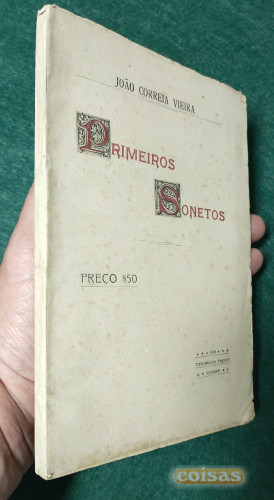 JOÃO CORREIA VIEIRA
PRIMEIROS
SONETOS
PREÇO $50
coisas